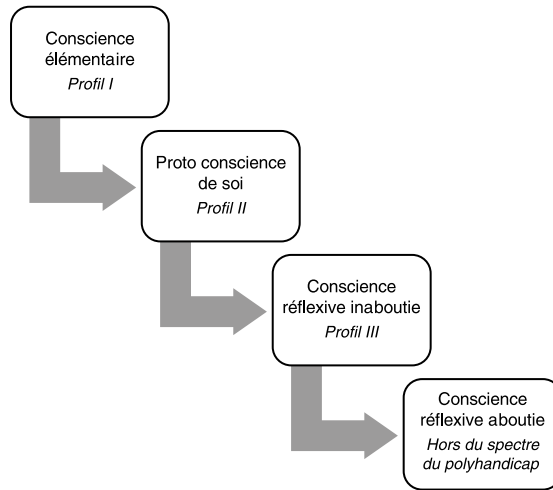 Conscience
élémentaire
Profil I
Proto conscience
de soi
Profil II
Conscience
réflexive inaboutie
Profil III
Conscience
réflexive aboutie
Hors du spectre
du polyhandicap